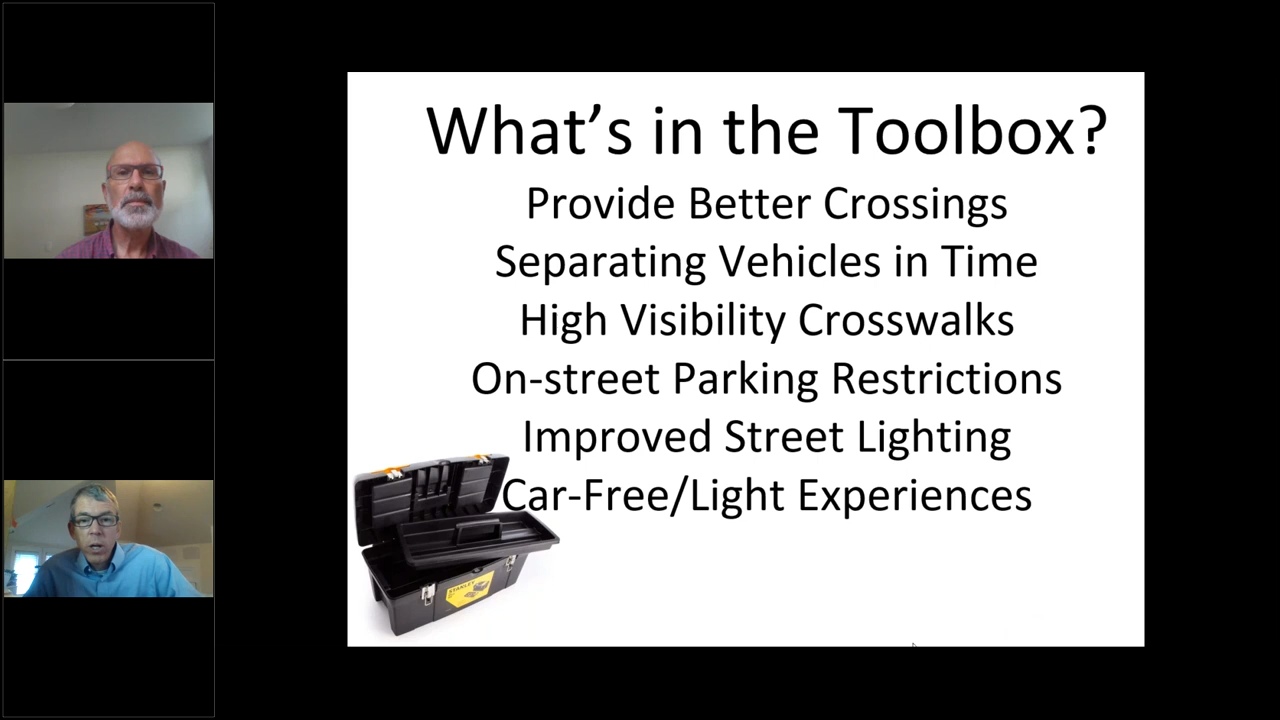 What's in the Toolbox?
Provide Better Crossings
Separating Vehicles in Time
High Visibility Crosswalks
On-street Parking Restrictions
Improved Street Lighting
Car-Free/Light Experiences
STANLEY